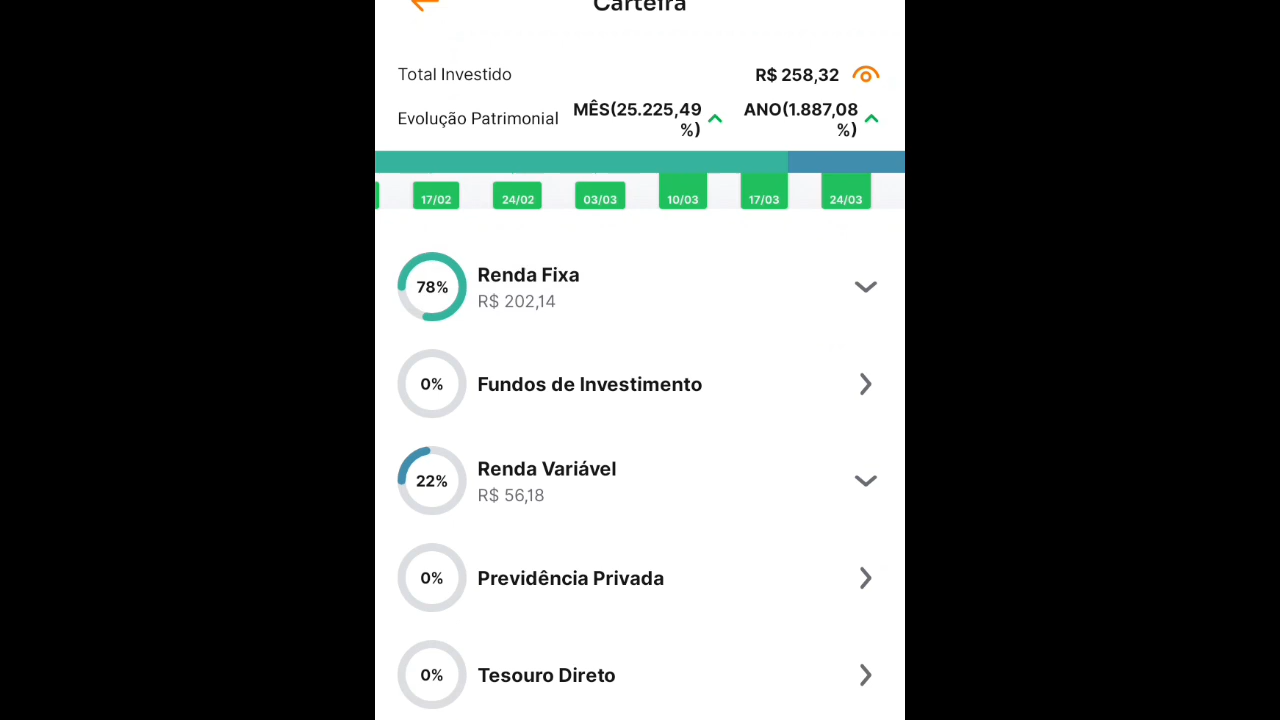 Carteira
Total Investido R$ 258,32
Evolução Patrimonial MÊS(25.225,49 %) ANO(1.887,08 %)
17/02 24/02 03/03 10/03 17/03 24/03
78% Renda Fixa
R$ 202,14
0% Fundos de Investimento
22% Renda Variável
R$ 56,18
0% Previdência Privada
0% Tesouro Direto